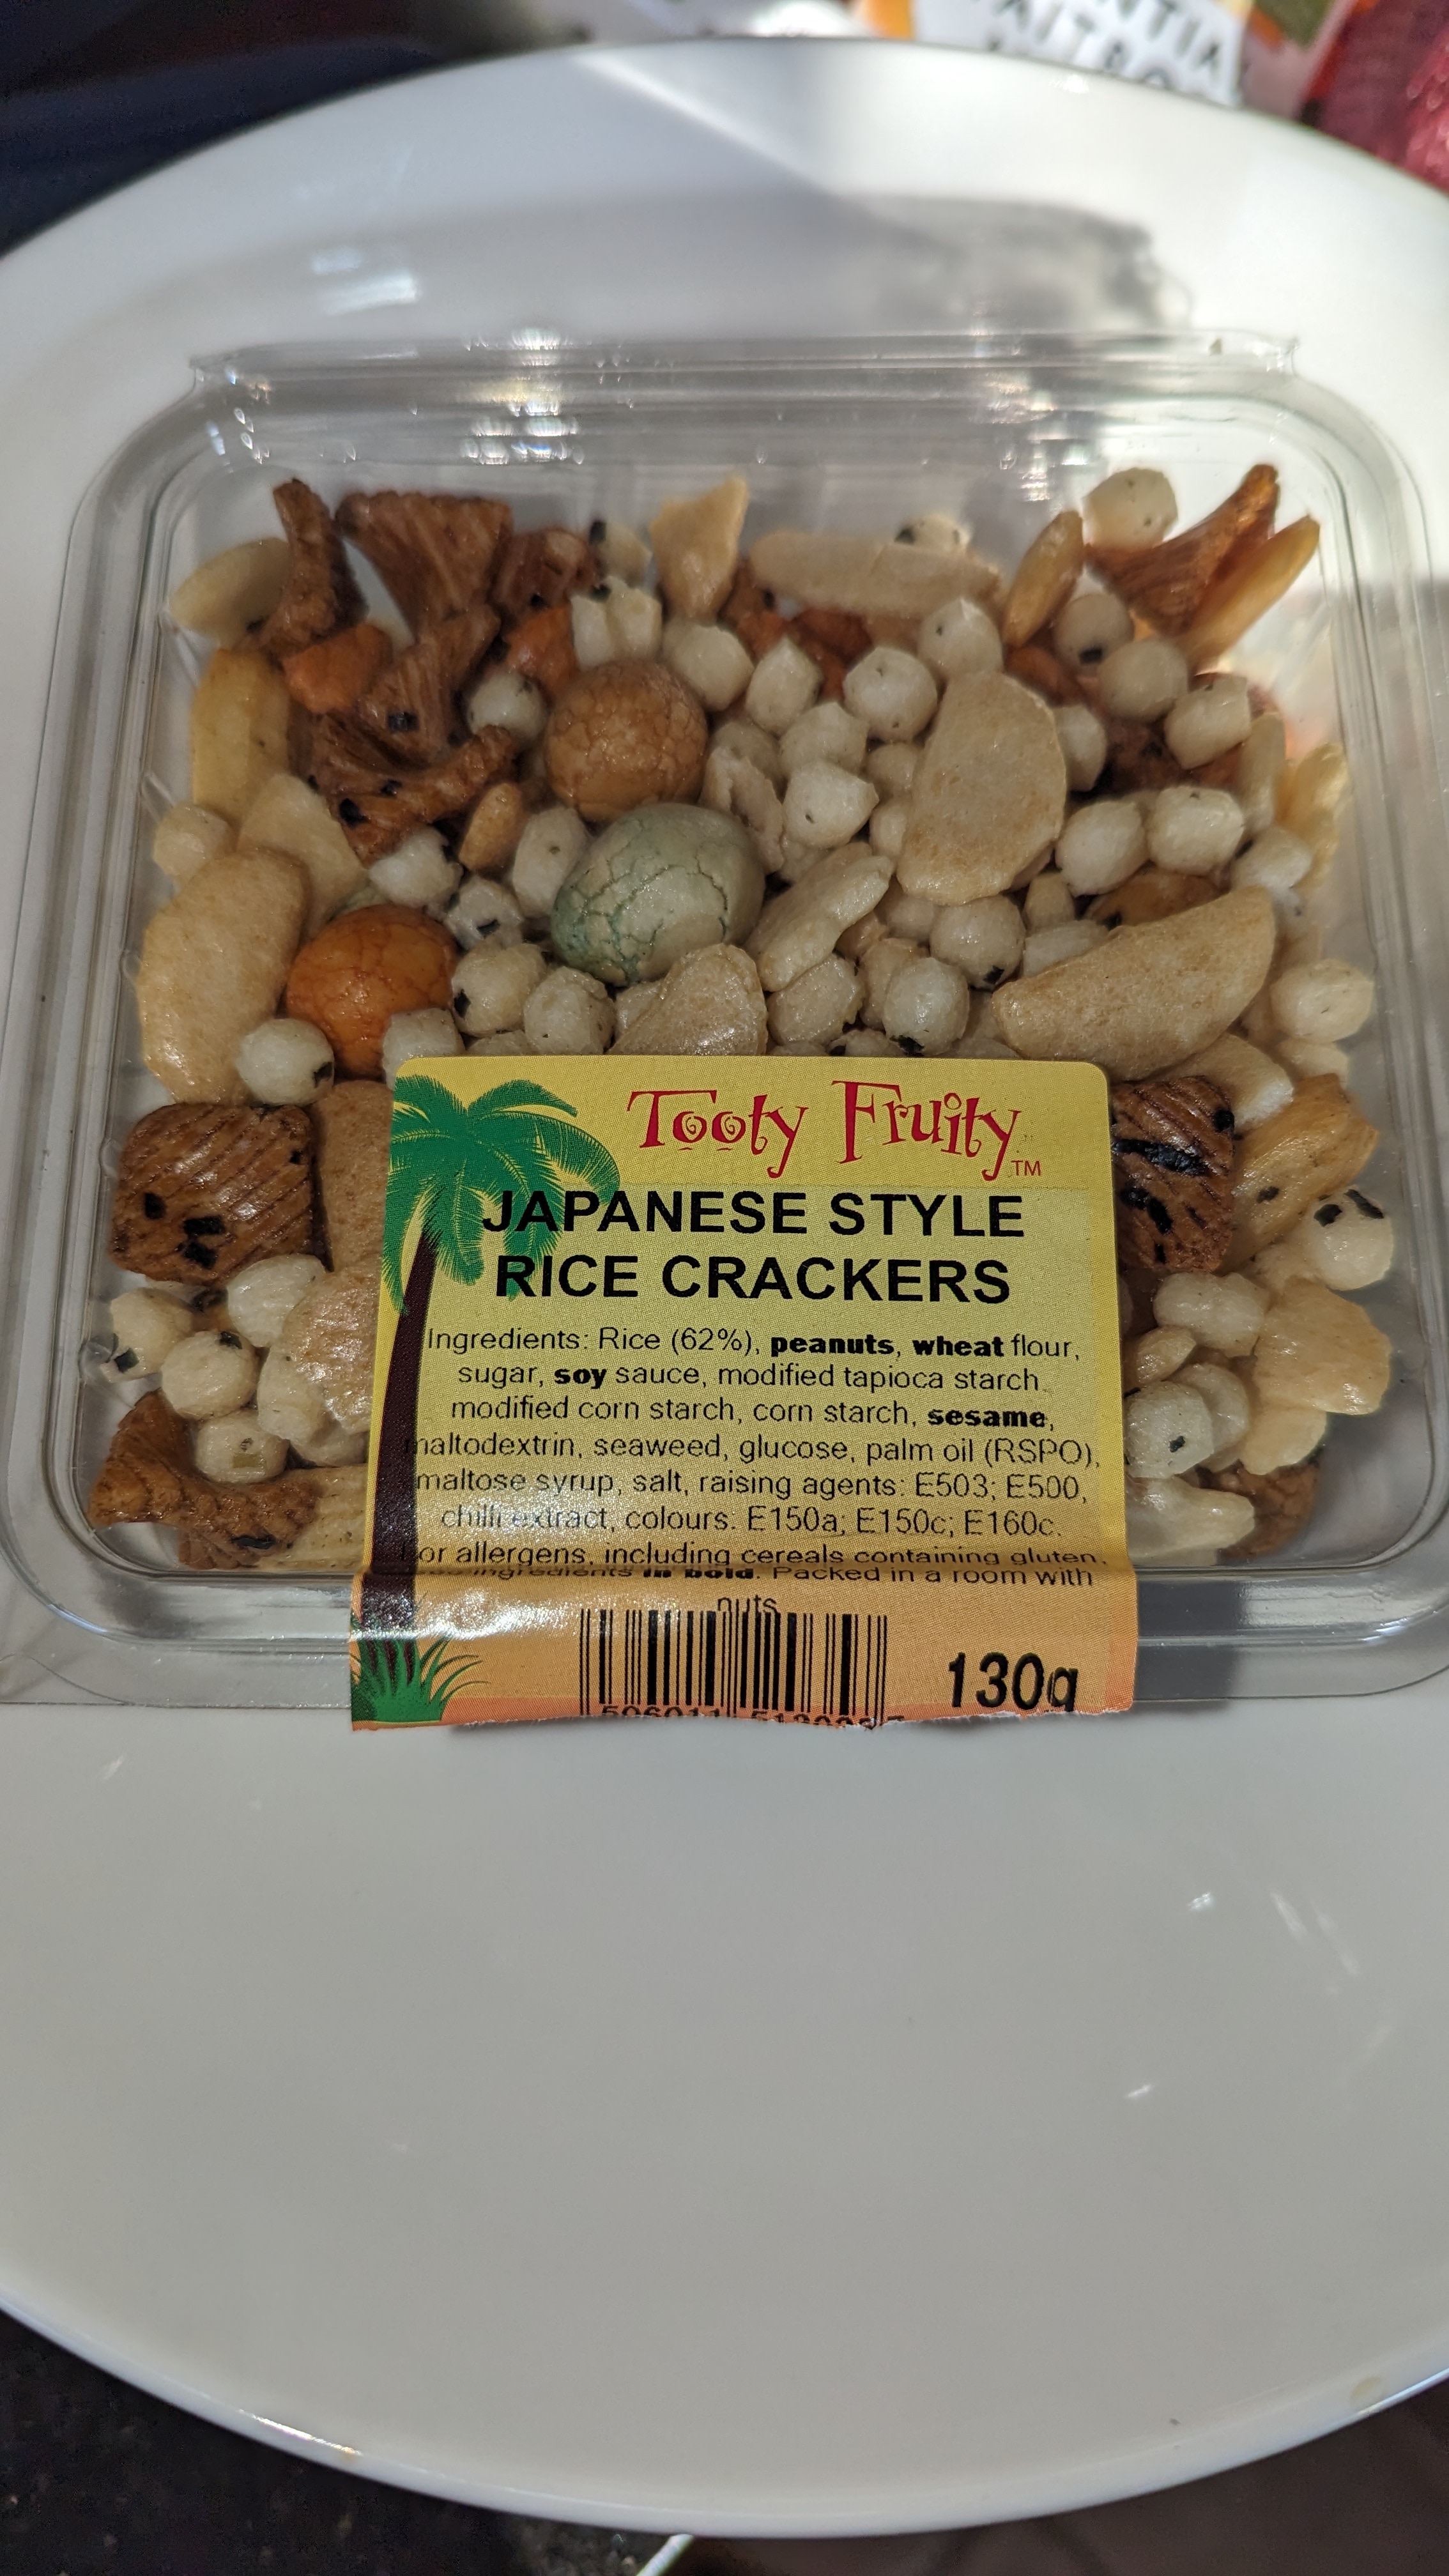 Tooty Fruity™
JAPANESE STYLE
RICE CRACKERS
Ingredients: Rice (62%), peanuts, wheat flour,
sugar, soy sauce, modified tapioca starch,
modified corn starch, corn starch, sesame,
maltodextrin, seaweed, glucose, palm oil (RSPO),
maltose syrup, salt, raising agents: E503; E500,
chilli extract, colours: E150a; E150c; E160c.
For allergens, including cereals containing gluten,
ingredients in bold. Packed in a room with
nuts
130g